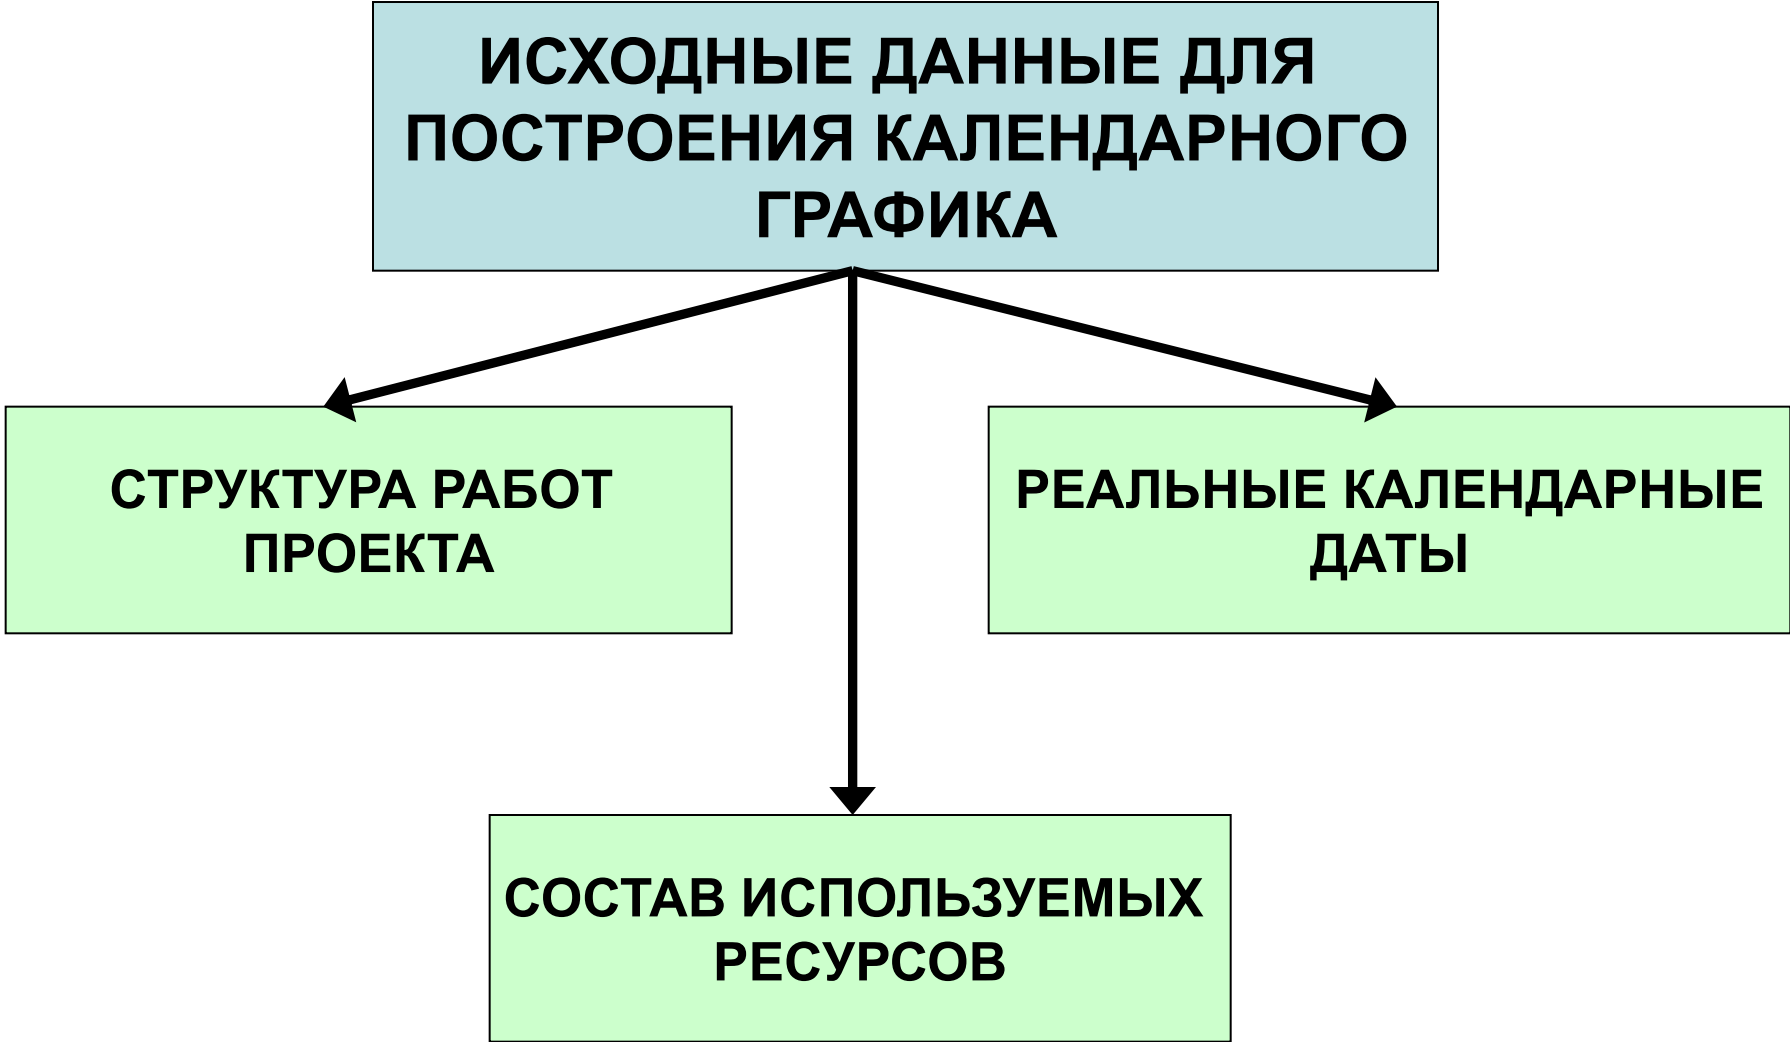 ИСХОДНЫЕ ДАННЫЕ ДЛЯ
ПОСТРОЕНИЯ КАЛЕНДАРНОГО
ГРАФИКА
СТРУКТУРА РАБОТ
ПРОЕКТА
РЕАЛЬНЫЕ КАЛЕНДАРНЫЕ
ДАТЫ
СОСТАВ ИСПОЛЬЗУЕМЫХ
РЕСУРСОВ